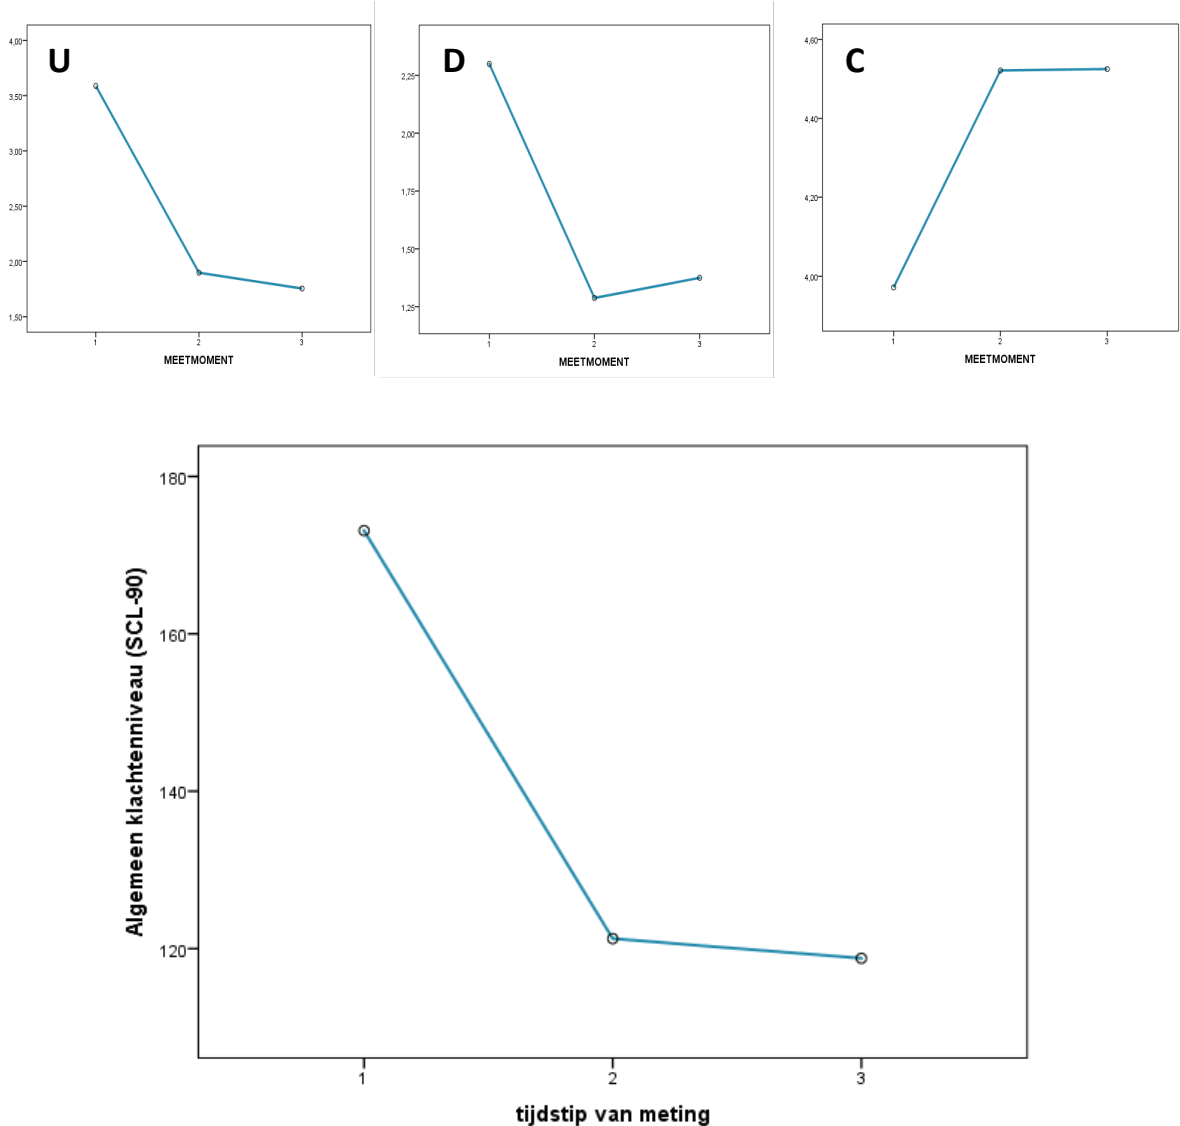 U
4,00
3,50
3,00
2,50
2,00
1,50
1 2 3
MEETMOMENT
D
2,25
2,00
1,75
1,50
1,25
1 2 3
MEETMOMENT
C
4,60
4,40
4,20
4,00
1 2 3
MEETMOMENT
Algemeen klachtenniveau (SCL-90)
180
160
140
120
1 2 3
tijdstip van meting